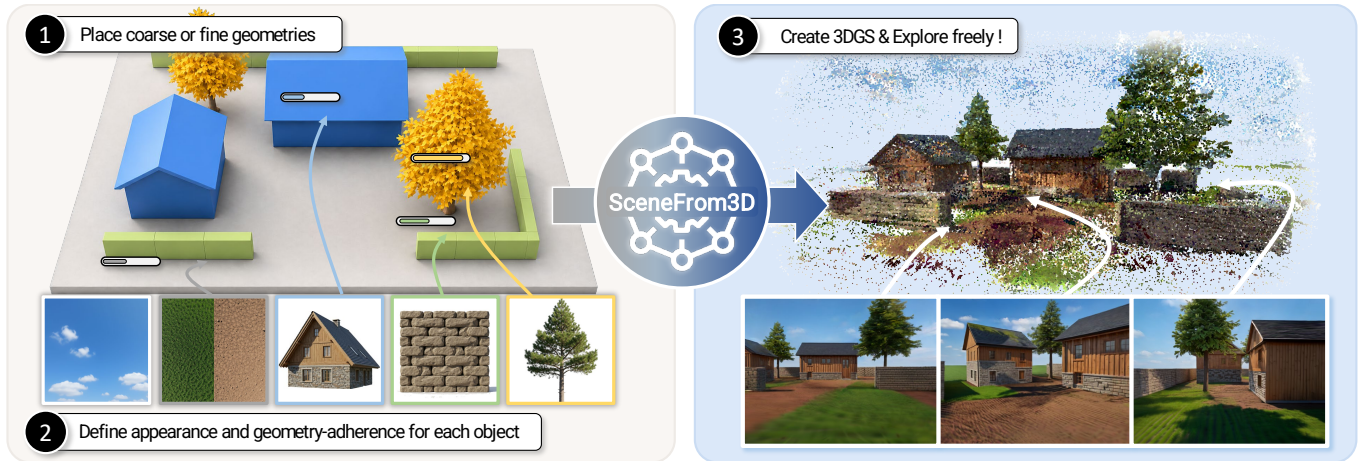 1 Place coarse or fine geometries
2 Define appearance and geometry-adherence for each object
SceneFrom3D
3 Create 3DGS & Explore freely !